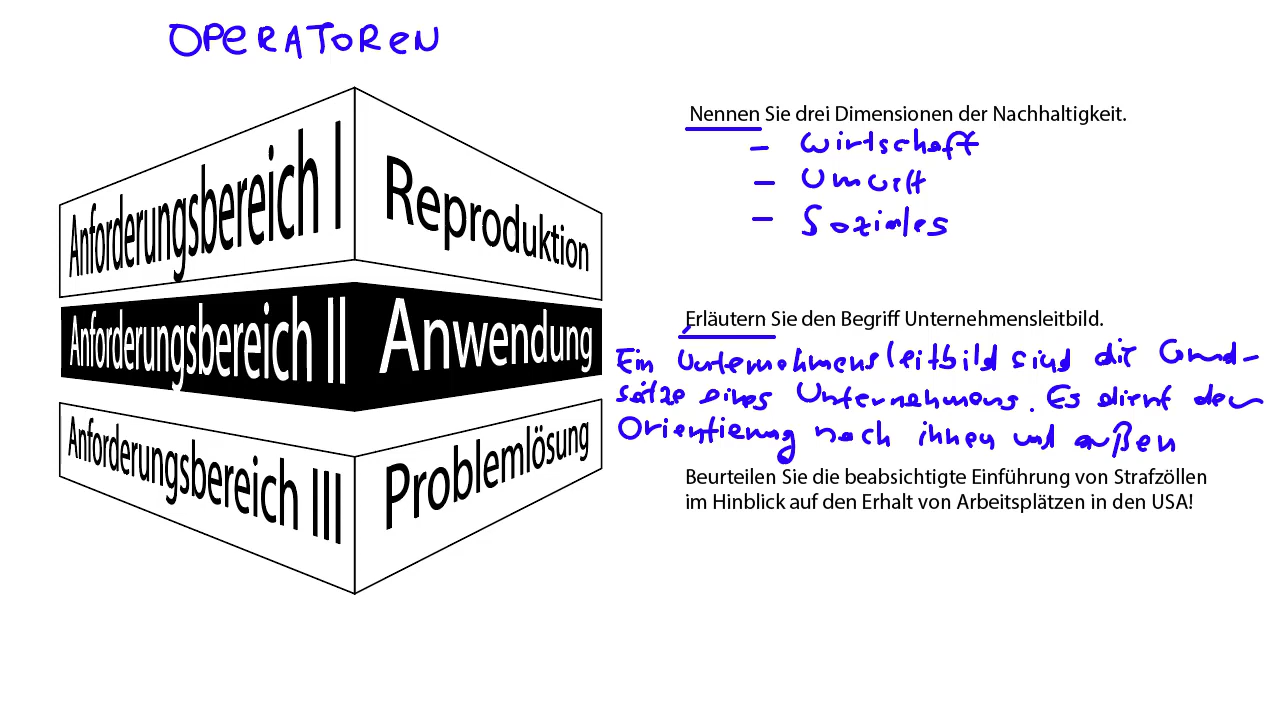 OPERATOREN
Anforderungsbereich I
Reproduktion
Anforderungsbereich II
Anwendung
Anforderungsbereich III
Problemlösung
Nennen Sie drei Dimensionen der Nachhaltigkeit.
- Wirtschaft
- Umwelt
- Soziales
Erläutern Sie den Begriff Unternehmensleitbild.
Ein Unternehmensleitbild sind die Grund-
sätze eines Unternehmens. Es dient der
Orientierung nach innen und außen
Beurteilen Sie die beabsichtigte Einführung von Strafzöllen
im Hinblick auf den Erhalt von Arbeitsplätzen in den USA!